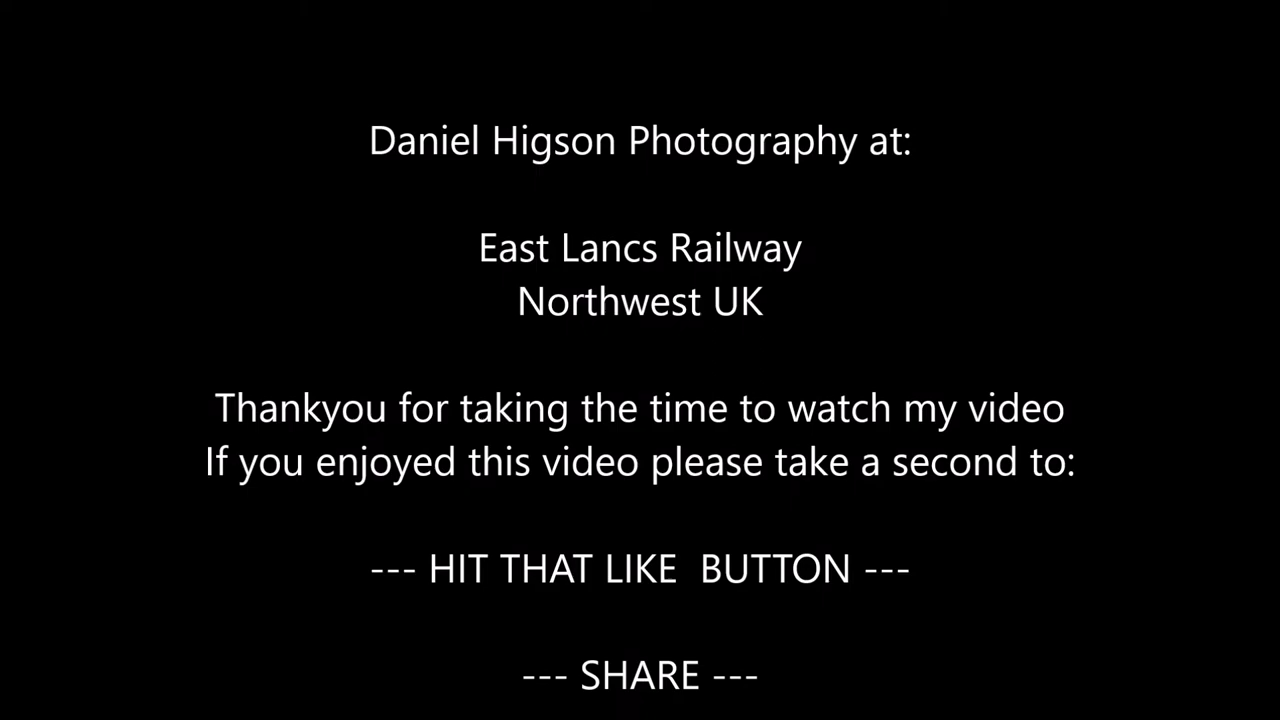 Daniel Higson Photography at:
East Lancs Railway
Northwest UK
Thankyou for taking the time to watch my video
If you enjoyed this video please take a second to:
--- HIT THAT LIKE  BUTTON ---
--- SHARE ---